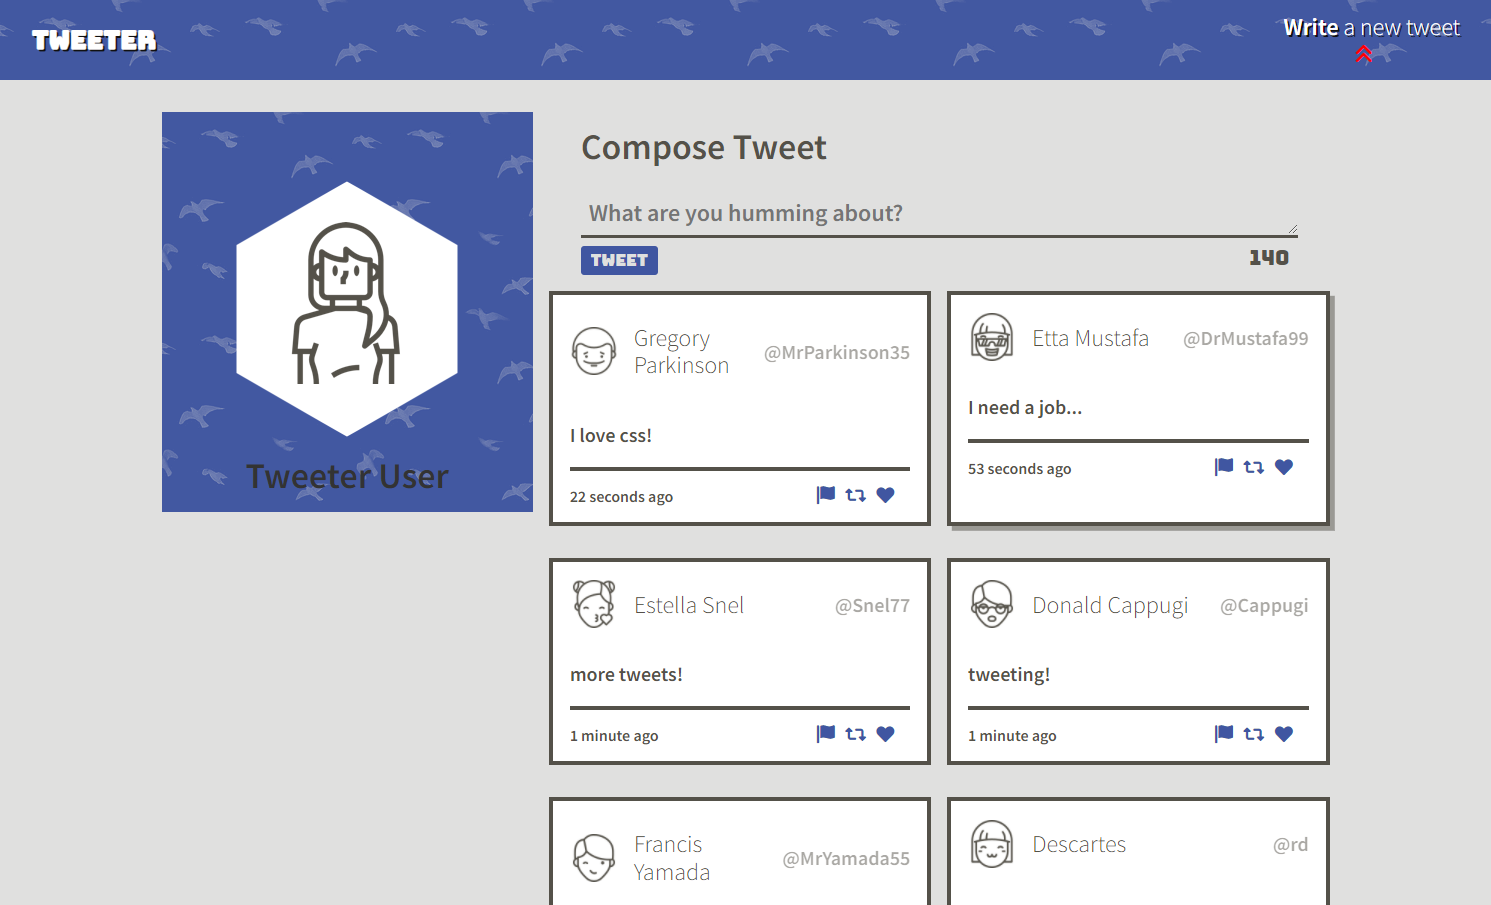 TWEETER
Write a new tweet
Tweeter User
Compose Tweet
What are you humming about?
TWEET
140
Gregory
Parkinson
@MrParkinson35
I love css!
22 seconds ago
Etta Mustafa
@DrMustafa99
I need a job...
53 seconds ago
Estella Snel
@Snel77
more tweets!
1 minute ago
Donald Cappugi
@Cappugi
tweeting!
1 minute ago
Francis
Yamada
@MrYamada55
Descartes
@rd